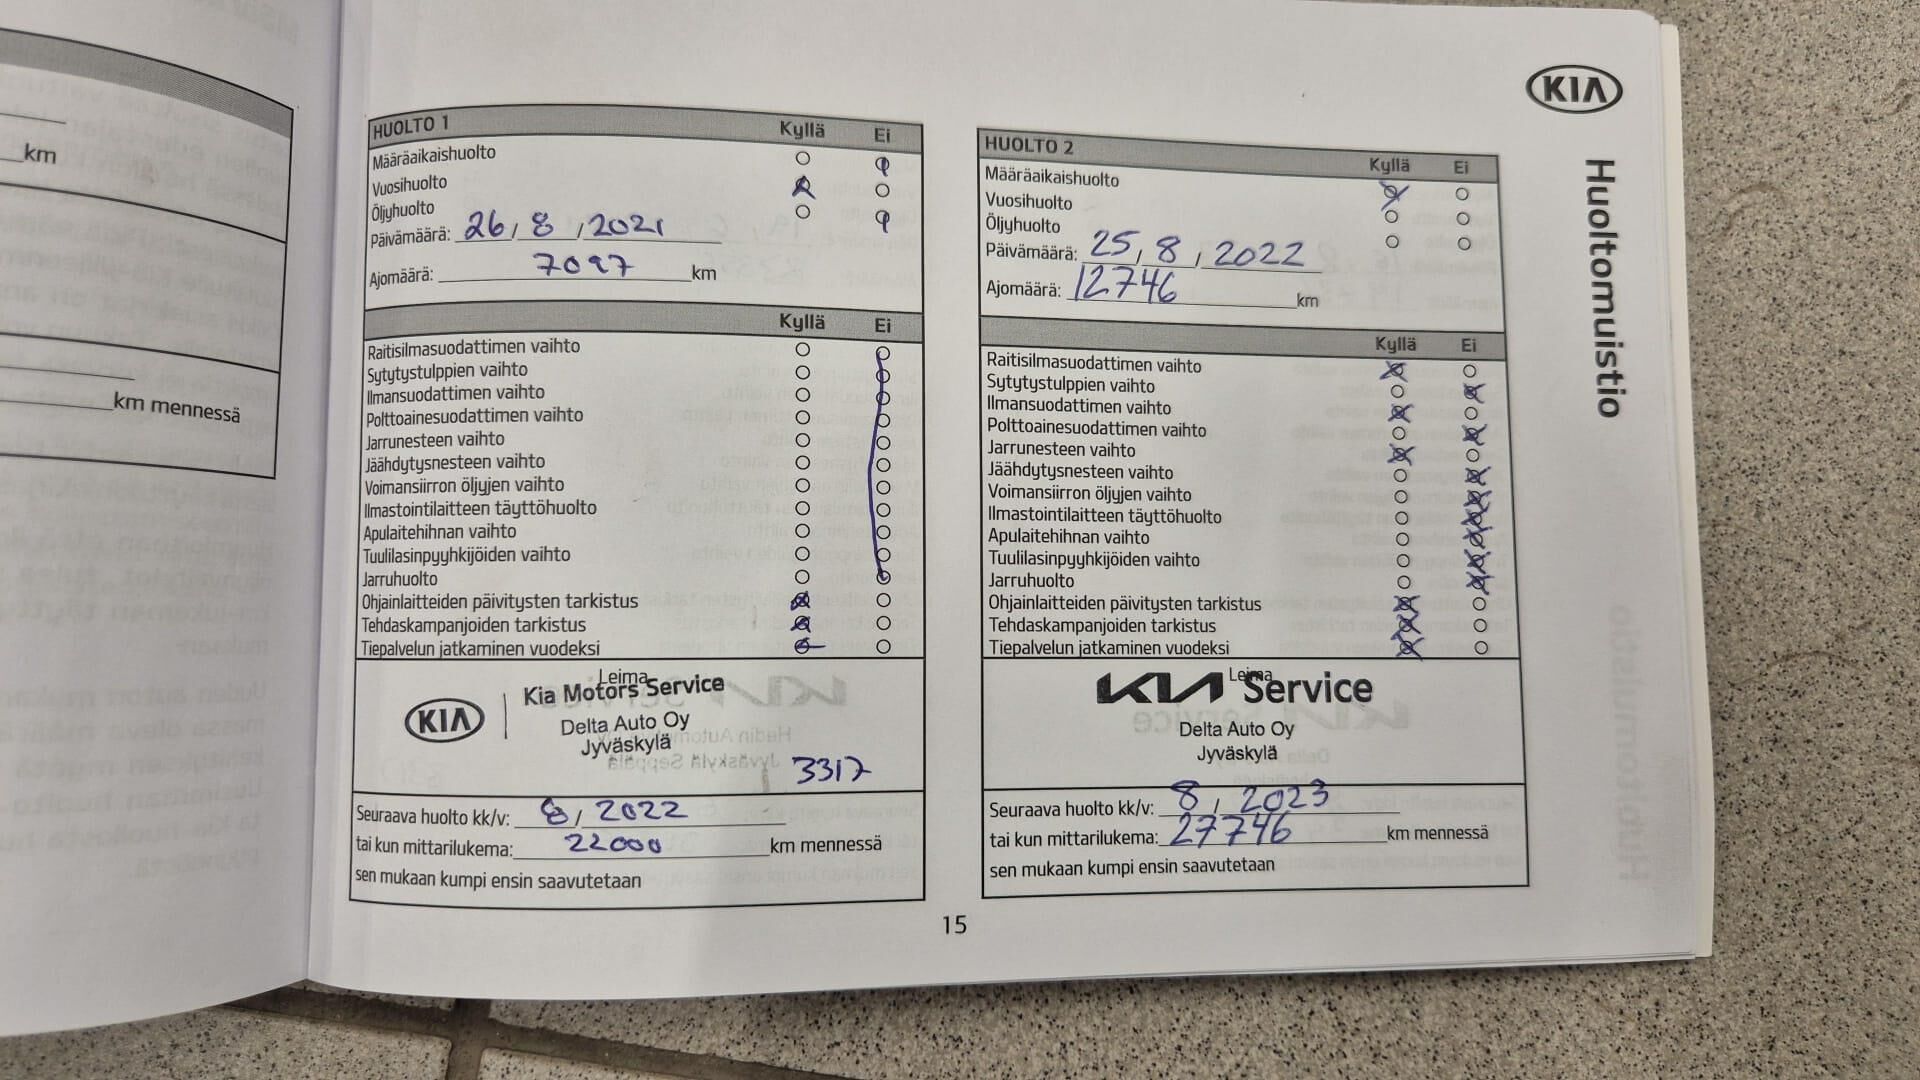 km
km mennessä
HUOLTO 1 Kyllä Ei
Määräaikaishuolto
Vuosihuolto
Öljyhuolto
Päivämäärä: 26, 8, 2021
Ajomäärä: 7097 km
Kyllä Ei
Raitisilmasuodattimen vaihto
Sytytystulppien vaihto
Ilmansuodattimen vaihto
Polttoainesuodattimen vaihto
Jarrunesteen vaihto
Jäähdytysnesteen vaihto
Voimansiirron öljyjen vaihto
Ilmastointilaitteen täyttöhuolto
Apulaitehihnan vaihto
Tuulilasinpyyhkijöiden vaihto
Jarruhuolto
Ohjainlaitteiden päivitysten tarkistus
Tehdaskampanjoiden tarkistus
Tiepalvelun jatkaminen vuodeksi
Leima
KIA Kia Motors Service
Delta Auto Oy
Jyväskylä
3317
Seuraava huolto kk/v: 8, 2022
tai kun mittarilukema: 22000 km mennessä
sen mukaan kumpi ensin saavutetaan
HUOLTO 2 Kyllä Ei
Määräaikaishuolto
Vuosihuolto
Öljyhuolto
Päivämäärä: 25, 8, 2022
Ajomäärä: 12746 km
Kyllä Ei
Raitisilmasuodattimen vaihto
Sytytystulppien vaihto
Ilmansuodattimen vaihto
Polttoainesuodattimen vaihto
Jarrunesteen vaihto
Jäähdytysnesteen vaihto
Voimansiirron öljyjen vaihto
Ilmastointilaitteen täyttöhuolto
Apulaitehihnan vaihto
Tuulilasinpyyhkijöiden vaihto
Jarruhuolto
Ohjainlaitteiden päivitysten tarkistus
Tehdaskampanjoiden tarkistus
Tiepalvelun jatkaminen vuodeksi
Leima
KIA Service
Delta Auto Oy
Jyväskylä
Seuraava huolto kk/v: 8, 2023
tai kun mittarilukema: 27746 km mennessä
sen mukaan kumpi ensin saavutetaan
15
KIA
Huoltomuistio